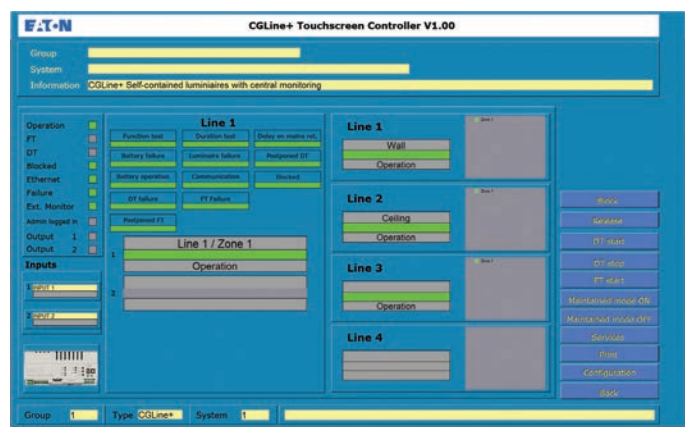 EATON
CGLine+ Touchscreen Controller V1.00
Group
System
Information CGLine+ Self-contained luminiaires with central monitoring
Operation
FT
DT
Blocked
Ethernet
Failure
Ext. Monitor
Admin logged in
Output 1
Output 2
Inputs
1 INPUT 1
2 INPUT 2
Line 1
Function test
Duration test
Delay on mains ret.
Battery failure
Luminaire failure
Postponed DT
Battery operation
Communication
Blocked
DT failure
FT Failure
Postponed FT
Line 1 / Zone 1
1
Operation
2
Line 1
Wall
Operation
Line 2
Ceiling
Operation
Line 3
Operation
Line 4
Block
Release
DT start
DT stop
FT start
Maintained mode ON
Maintained mode OFF
Services
Print
Configuration
Back
Group 1 Type CGLine+ System 1